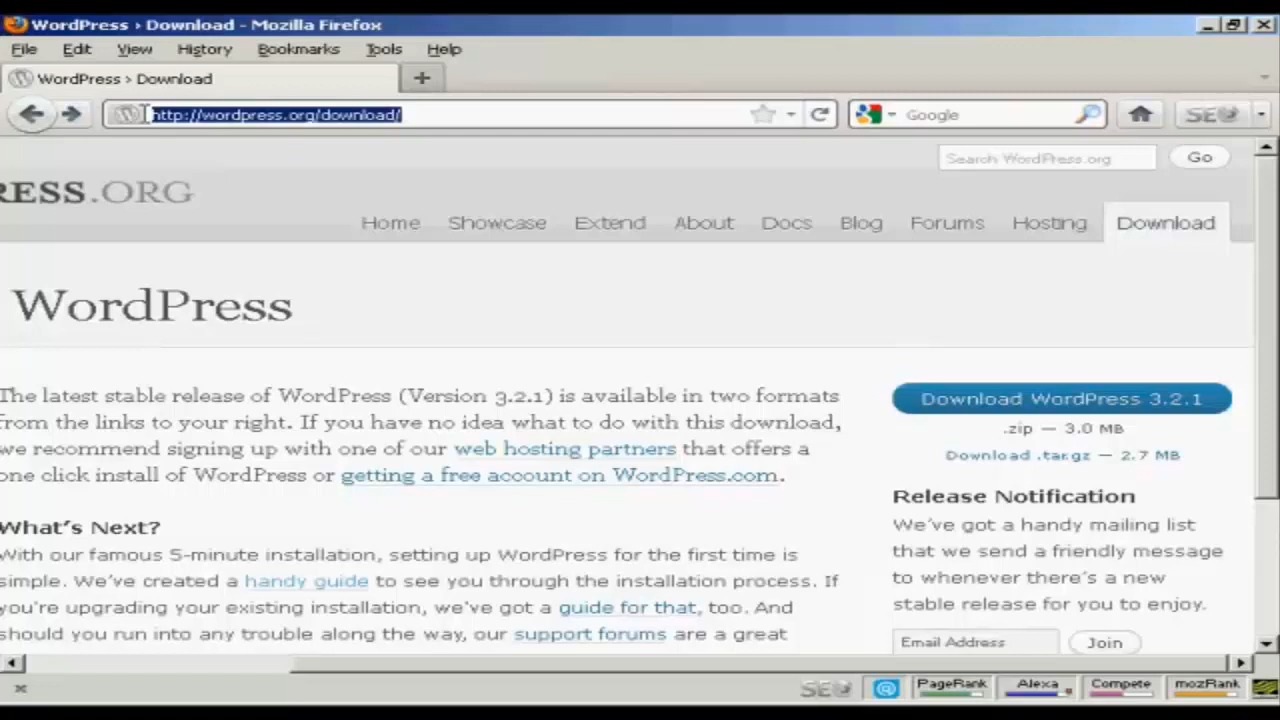 WordPress › Download - Mozilla Firefox
File Edit View History Bookmarks Tools Help
WordPress › Download
http://wordpress.org/download/ Google SEO
Search WordPress.org Go
RESS.ORG
Home Showcase Extend About Docs Blog Forums Hosting Download
WordPress
The latest stable release of WordPress (Version 3.2.1) is available in two formats
from the links to your right. If you have no idea what to do with this download,
we recommend signing up with one of our web hosting partners that offers a
one click install of WordPress or getting a free account on WordPress.com.
Download WordPress 3.2.1
.zip — 3.0 MB
Download .tar.gz — 2.7 MB
What's Next?
With our famous 5-minute installation, setting up WordPress for the first time is
simple. We've created a handy guide to see you through the installation process. If
you're upgrading your existing installation, we've got a guide for that, too. And
should you run into any trouble along the way, our support forums are a great
Release Notification
We've got a handy mailing list
that we send a friendly message
to whenever there's a new
stable release for you to enjoy.
Email Address Join
SEO PageRank Alexa Compete mozRank